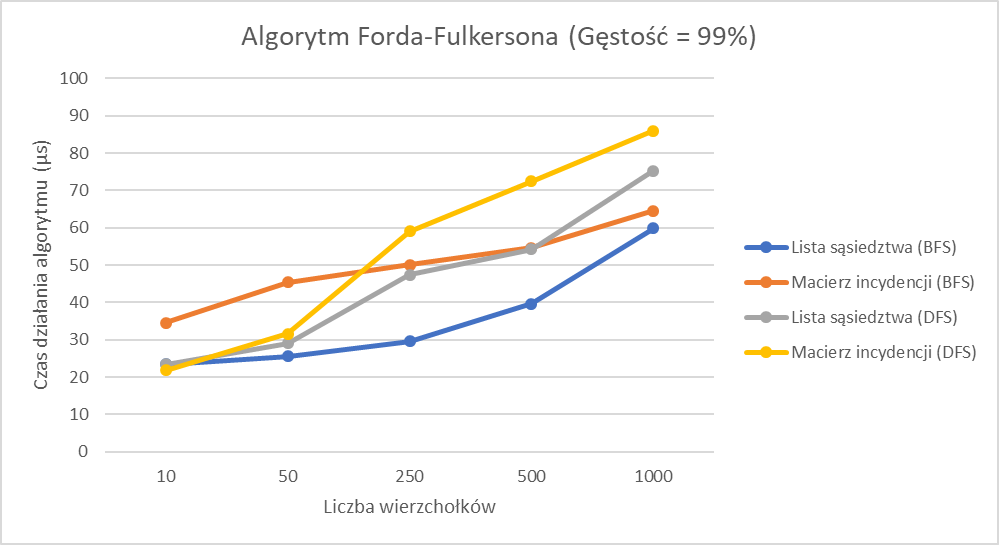 Algorytm Forda-Fulkersona (Gęstość = 99%)
Czas działania algorytmu (µs)
100
90
80
70
60
50
40
30
20
10
0
10 50 250 500 1000
Liczba wierzchołków
Lista sąsiedztwa (BFS)
Macierz incydencji (BFS)
Lista sąsiedztwa (DFS)
Macierz incydencji (DFS)